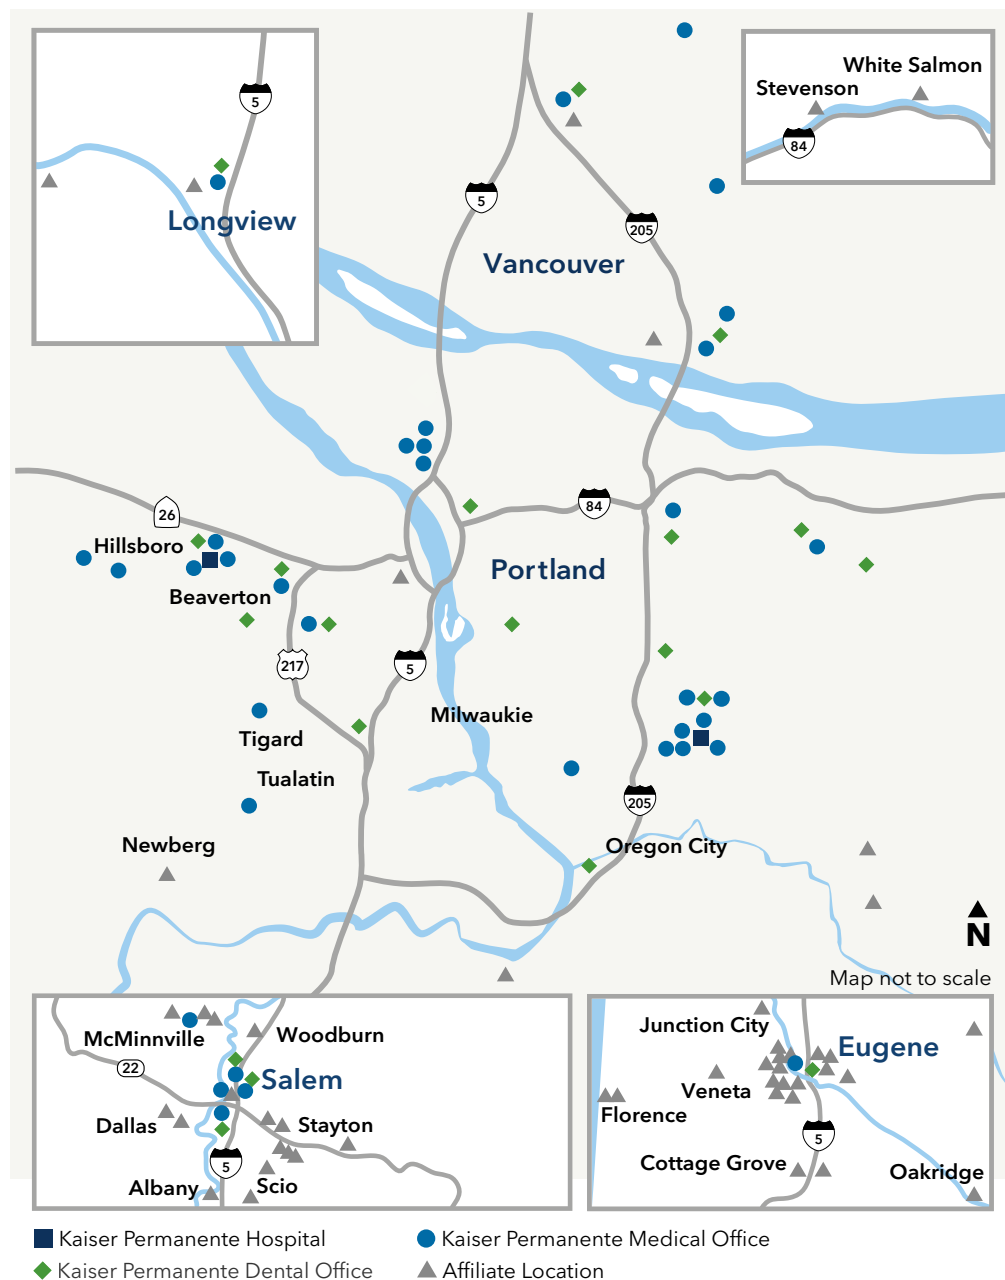 5
White Salmon
Stevenson
84
5
205
Longview
Vancouver
26
84
Hillsboro
Portland
Beaverton
217
5
Milwaukie
Tigard
Tualatin
205
Newberg
Oregon City
N
Map not to scale
McMinnville
Woodburn
22
Salem
Dallas
Stayton
5
Albany
Scio
Junction City
Eugene
Veneta
Florence
5
Cottage Grove
Oakridge
Kaiser Permanente Hospital
Kaiser Permanente Medical Office
Kaiser Permanente Dental Office
Affiliate Location